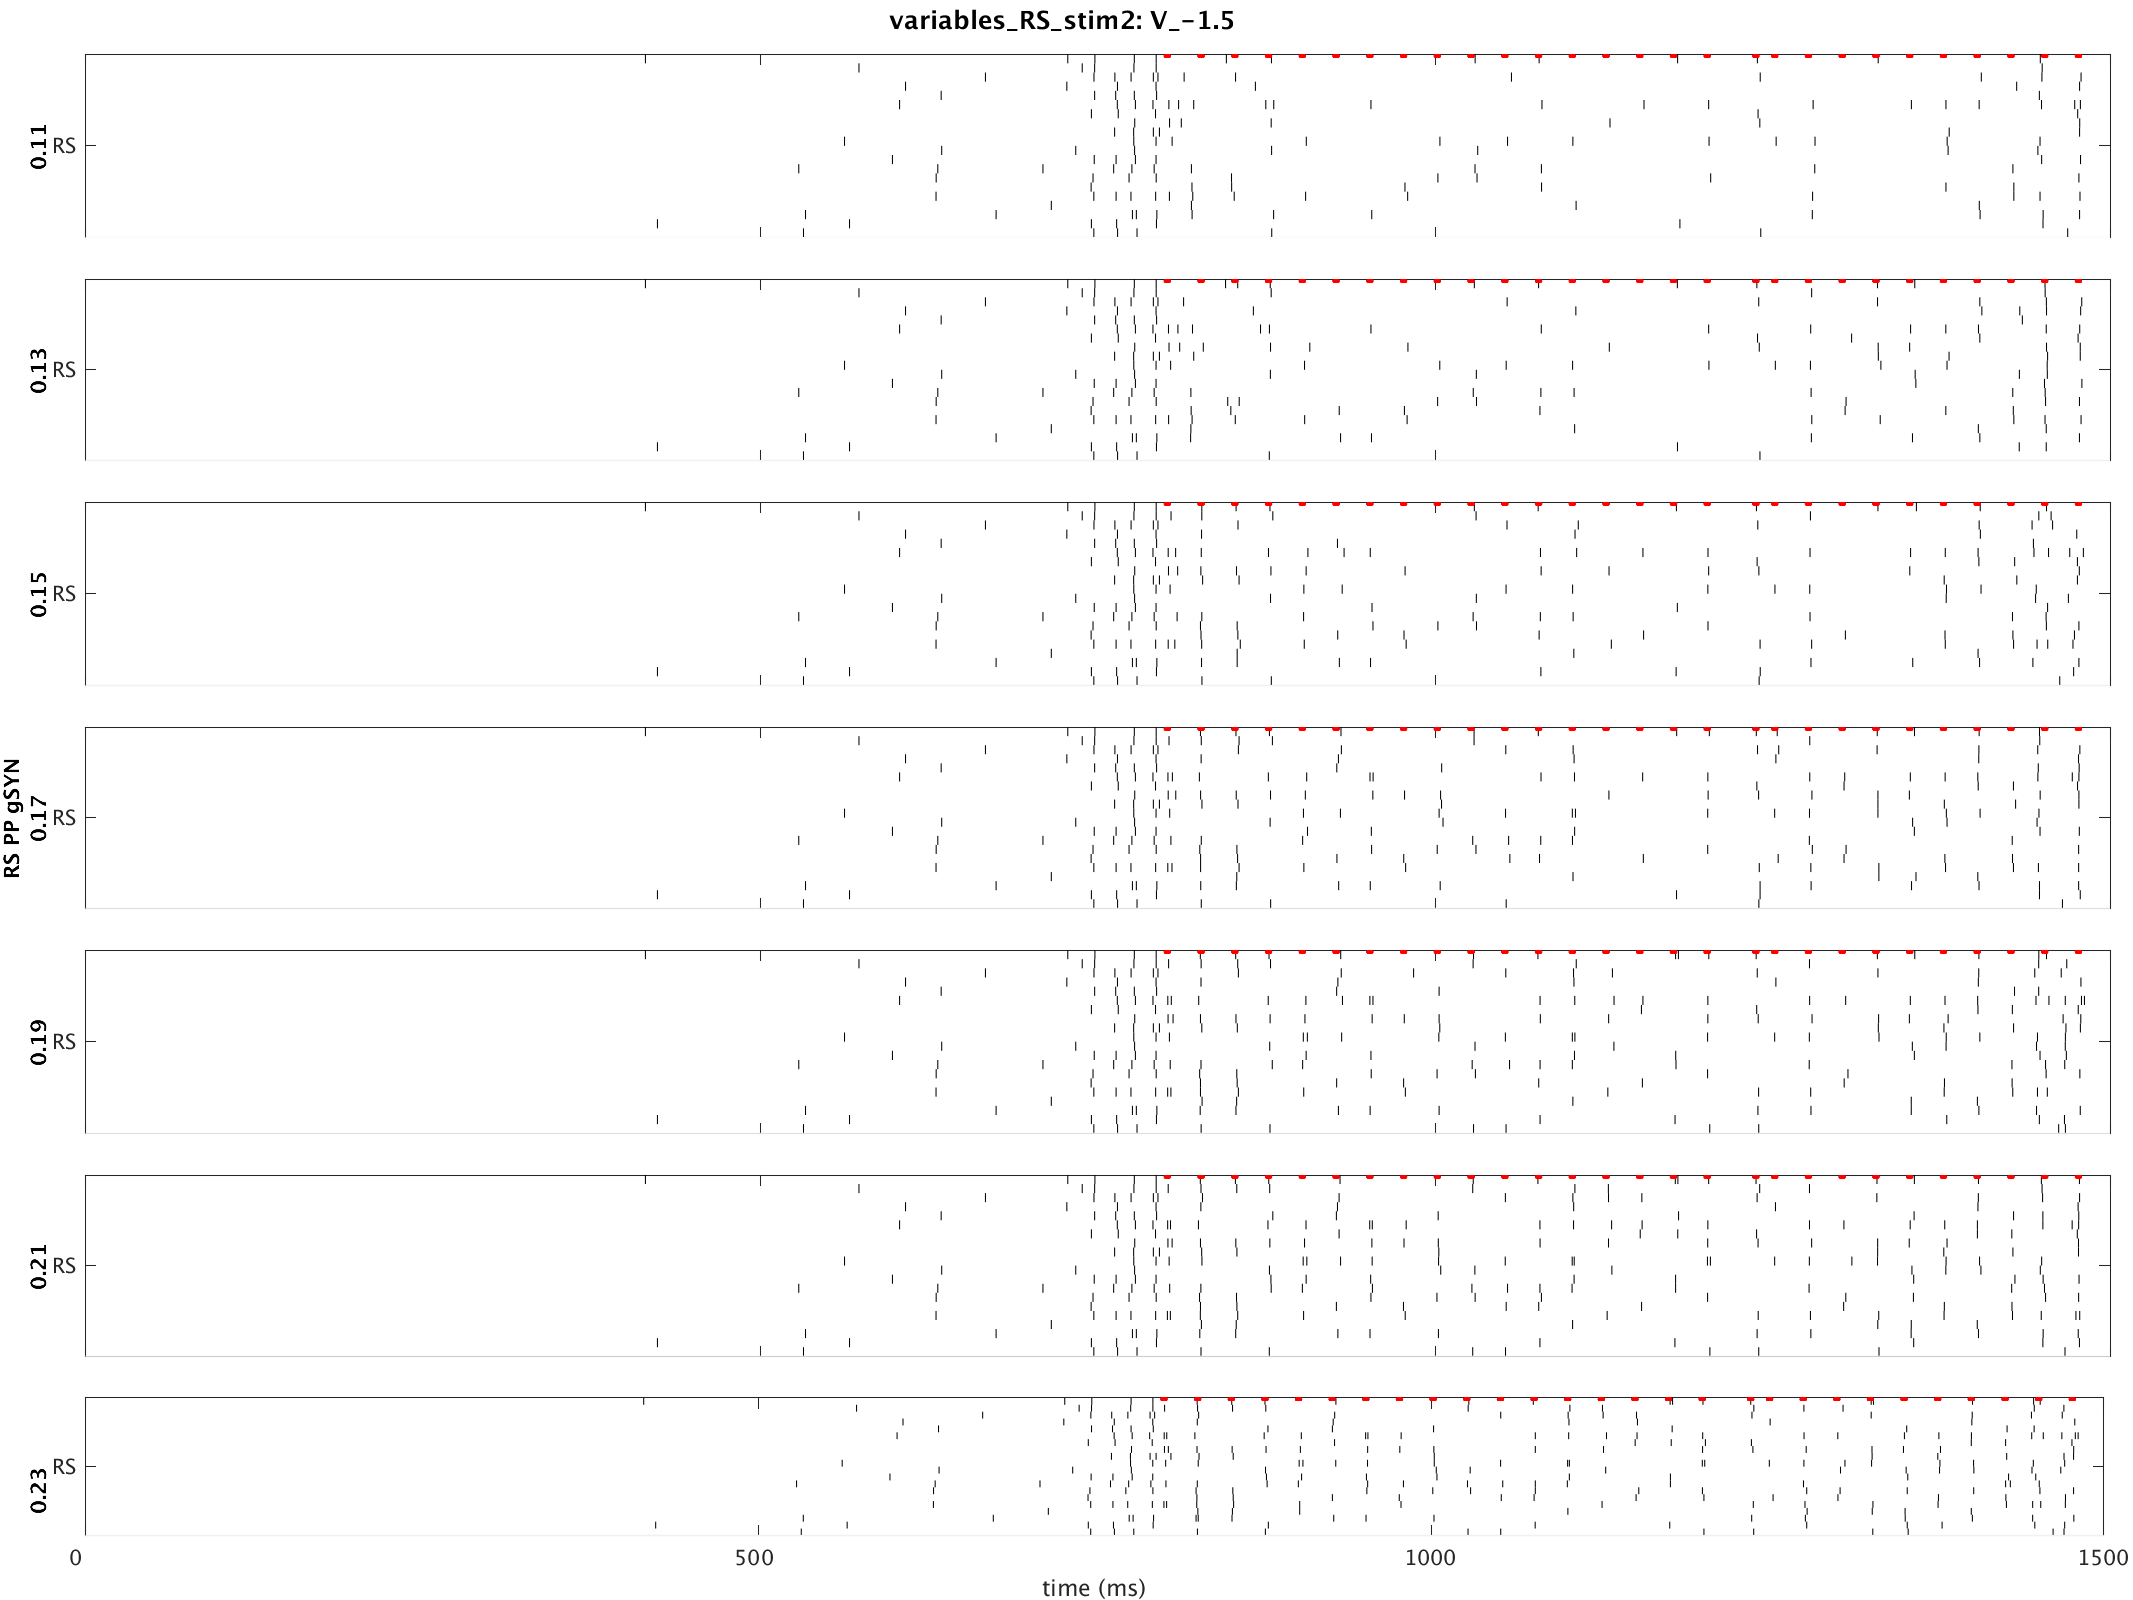 variables_RS_stim2: V_-1.5
RS PP gSYN
0.11 RS
0.13 RS
0.15 RS
0.17 RS
0.19 RS
0.21 RS
0.23 RS
0 500 1000 1500
time (ms)